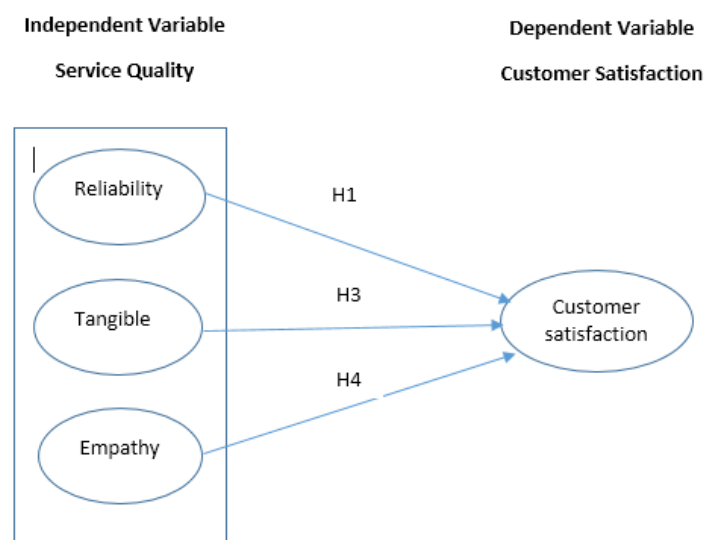 Independent Variable
Service Quality
Dependent Variable
Customer Satisfaction
Reliability
H1
Tangible
H3
Customer
satisfaction
Empathy
H4